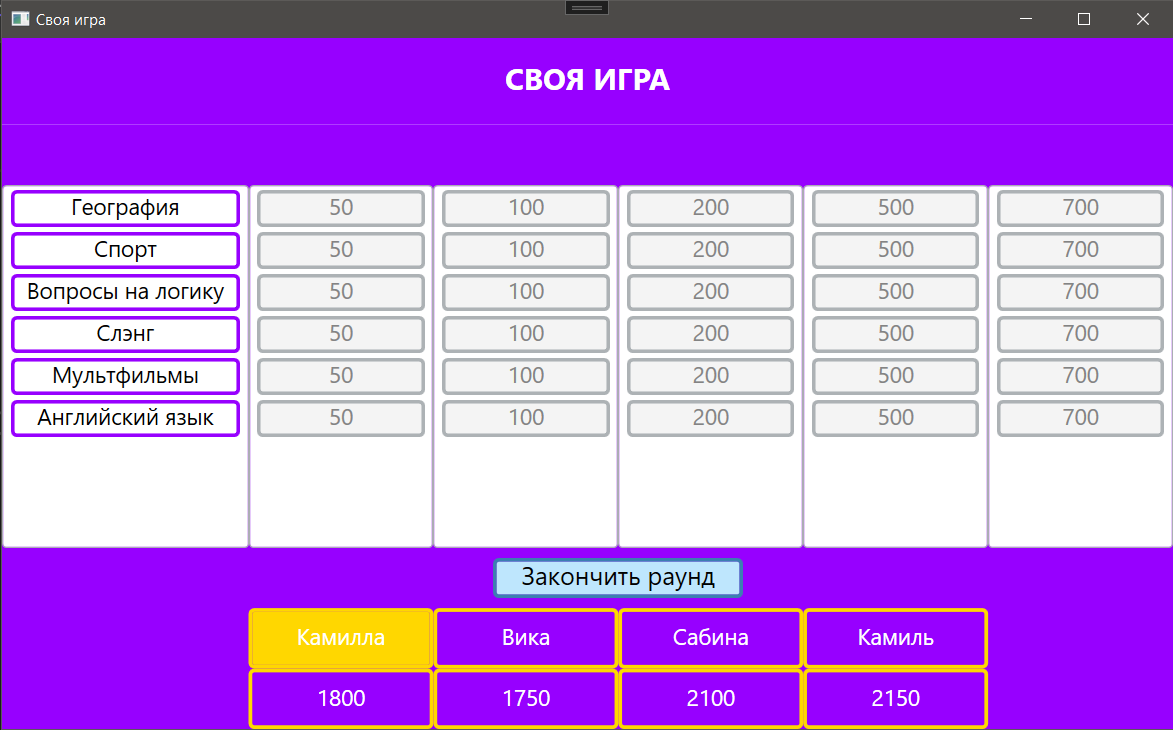 Своя игра
СВОЯ ИГРА
География 50 100 200 500 700
Спорт 50 100 200 500 700
Вопросы на логику 50 100 200 500 700
Слэнг 50 100 200 500 700
Мультфильмы 50 100 200 500 700
Английский язык 50 100 200 500 700
Закончить раунд
Камилла Вика Сабина Камиль
1800 1750 2100 2150